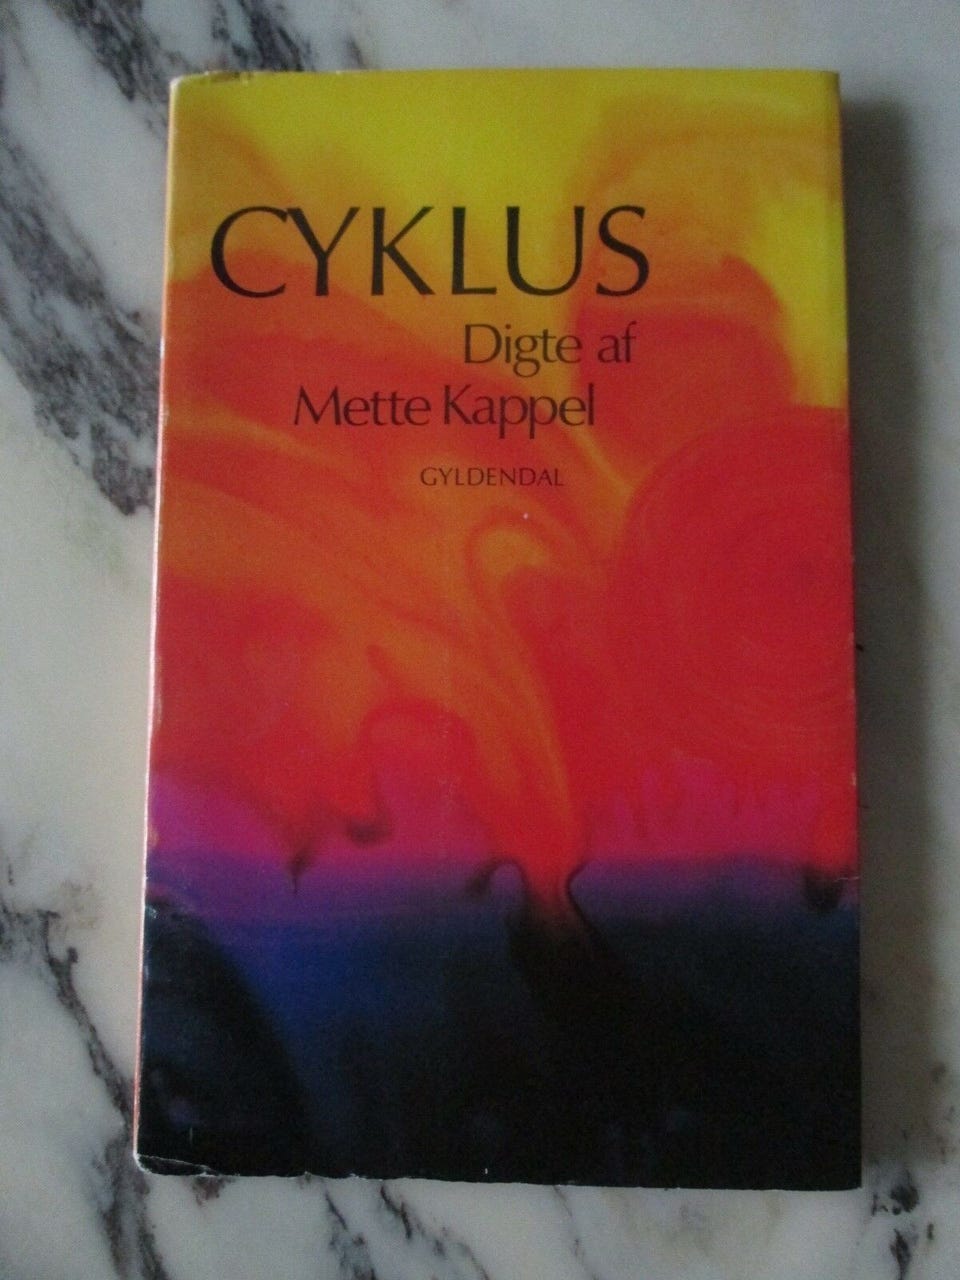 CYKLUS
Digte af
Mette Kappel
GYLDENDAL